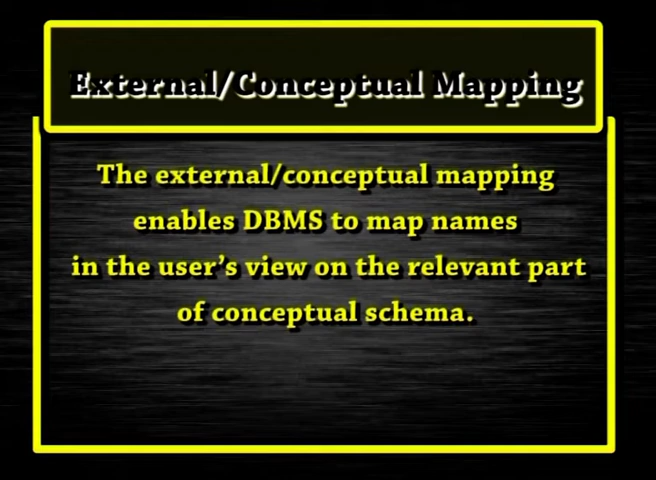 External/Conceptual Mapping
The external/conceptual mapping
enables DBMS to map names
in the user's view on the relevant part
of conceptual schema.